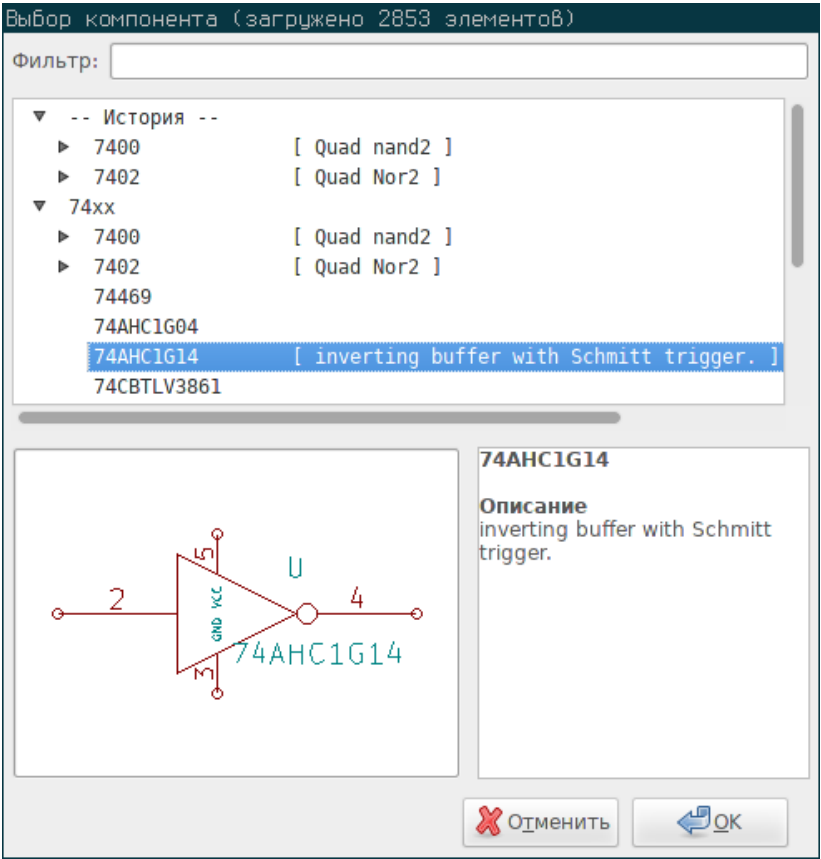 Выбор компонента (загружено 2853 элементов)
Фильтр:
-- История --
7400 [ Quad nand2 ]
7402 [ Quad Nor2 ]
74xx
7400 [ Quad nand2 ]
7402 [ Quad Nor2 ]
74469
74AHC1G04
74AHC1G14 [ inverting buffer with Schmitt trigger. ]
74CBTLV3861
74AHC1G14
Описание
inverting buffer with Schmitt
trigger.
5
U
2
4
VCC
GND
74AHC1G14
3
Отменить
OK